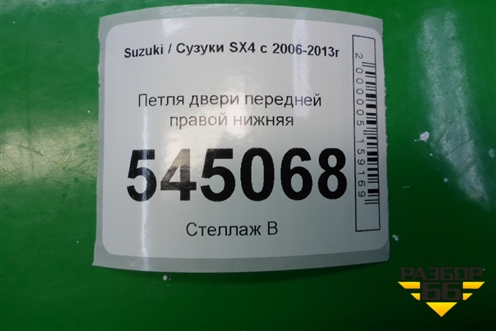 Suzuki / Сузуки SX4 с 2006-2013г
Петля двери передней
правой нижняя
545068
Стеллаж В
2000005159169
РАЗБОР
66